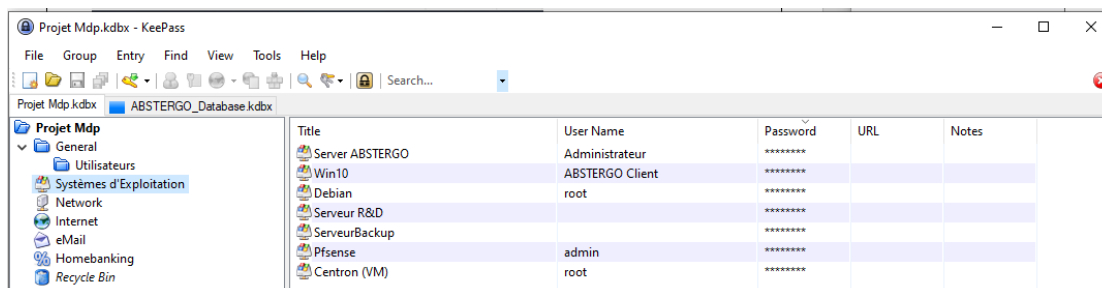 Projet Mdp.kdbx - KeePass
File Group Entry Find View Tools Help
Search...
Projet Mdp.kdbx ABSTERGO_Database.kdbx
Projet Mdp
General
Utilisateurs
Systèmes d'Exploitation
Network
Internet
eMail
Homebanking
Recycle Bin
Title User Name Password URL Notes
Server ABSTERGO Administrateur ********
Win10 ABSTERGO Client ********
Debian root ********
Serveur R&D ********
ServeurBackup ********
Pfsense admin ********
Centron (VM) root ********